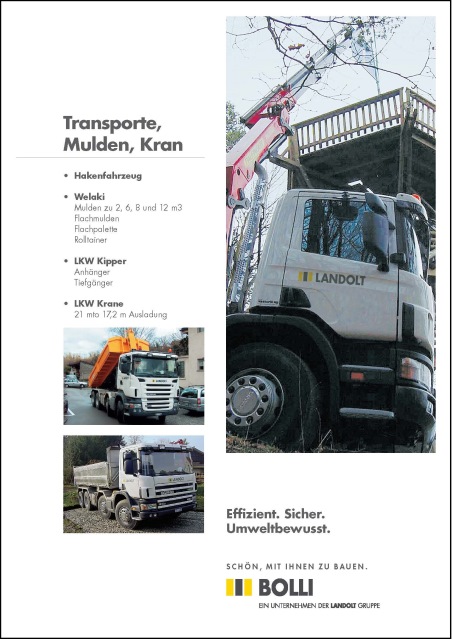 Transporte,
Mulden, Kran
• Hakenfahrzeug
• Welaki
Mulden zu 2, 6, 8 und 12 m3
Flachmulden
Flachpalette
Rolltainer
• LKW Kipper
Anhänger
Tiefgänger
• LKW Krane
21 mto 17,2 m Ausladung
LANDOLT
Effizient. Sicher.
Umweltbewusst.
SCHÖN, MIT IHNEN ZU BAUEN.
BOLLI
EIN UNTERNEHMEN DER LANDOLT GRUPPE